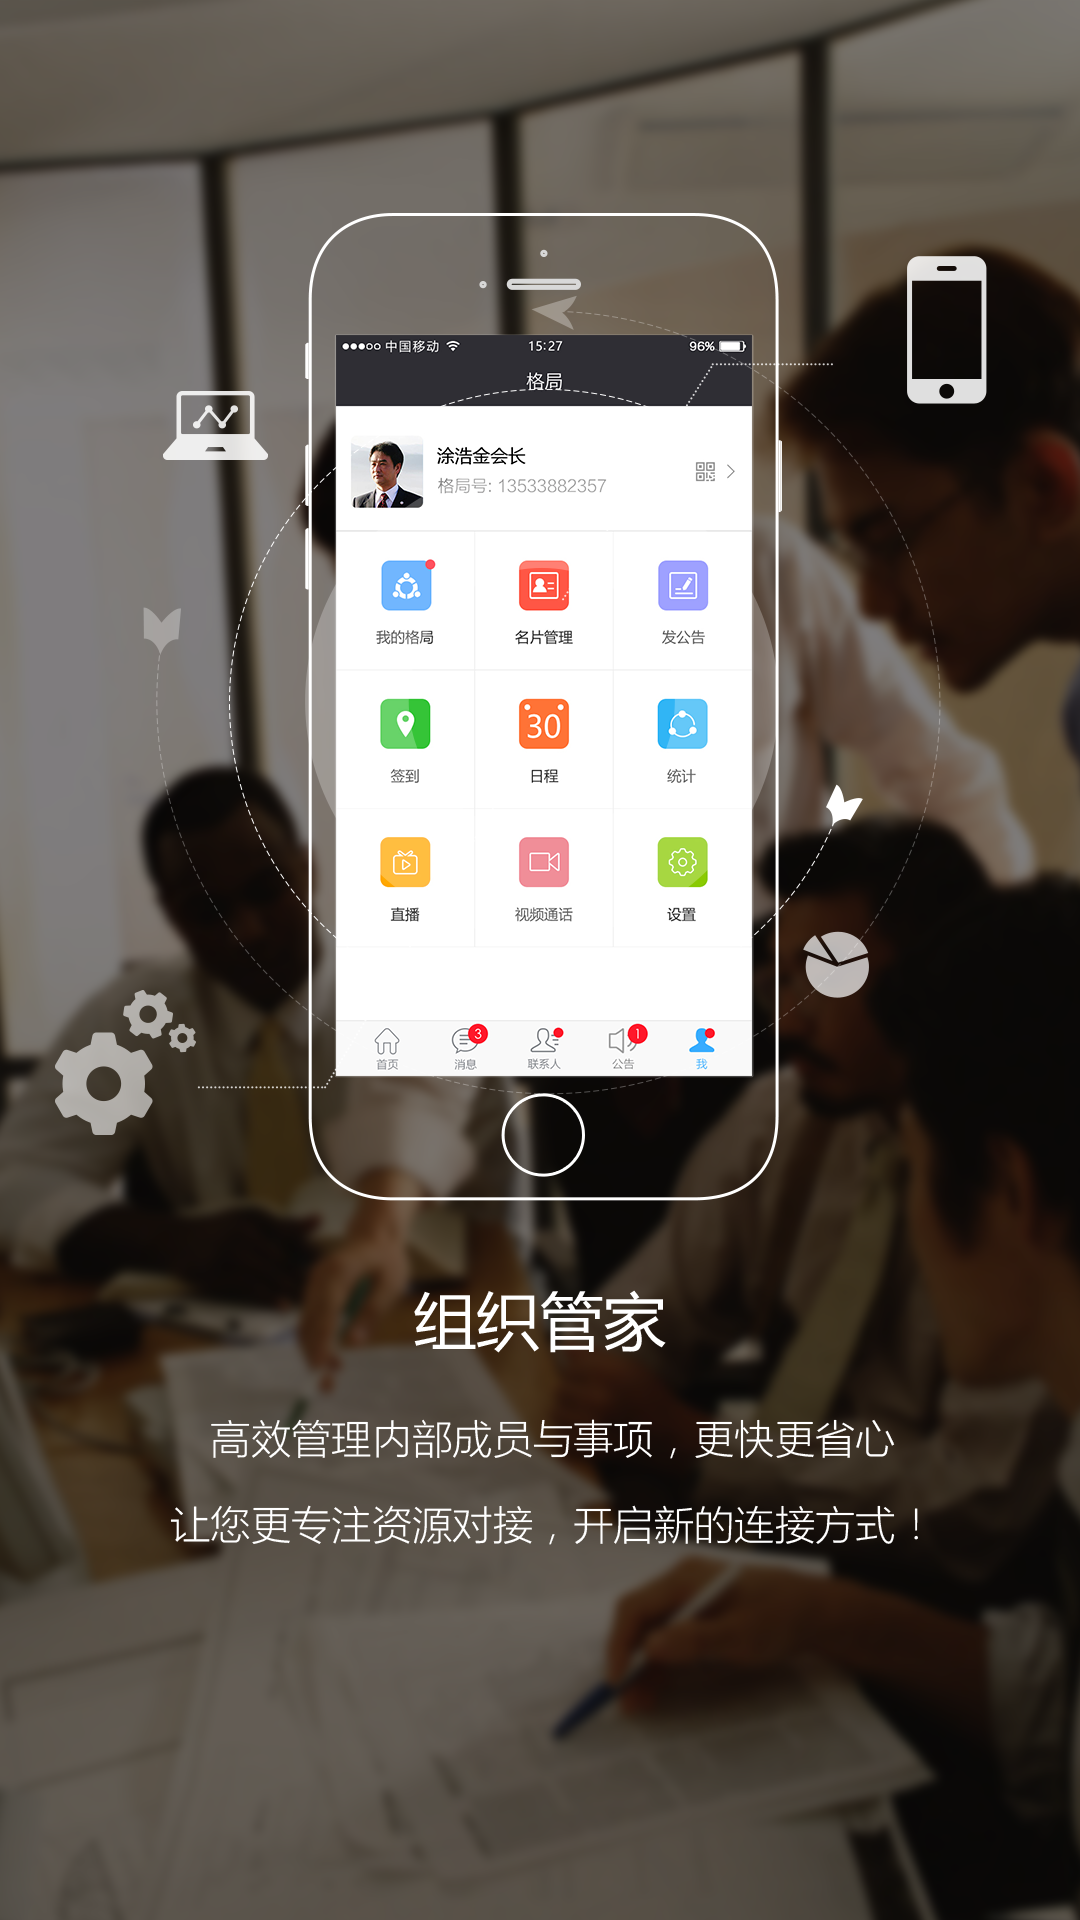 中国移动 15:27 96%
格局
涂浩金会长
格局号: 13533882357
我的格局 名片管理 发公告
签到 30 日程 统计
直播 视频通话 设置
3 1
首页 消息 联系人 公告 我
组织管家
高效管理内部成员与事项，更快更省心
让您更专注资源对接，开启新的连接方式！